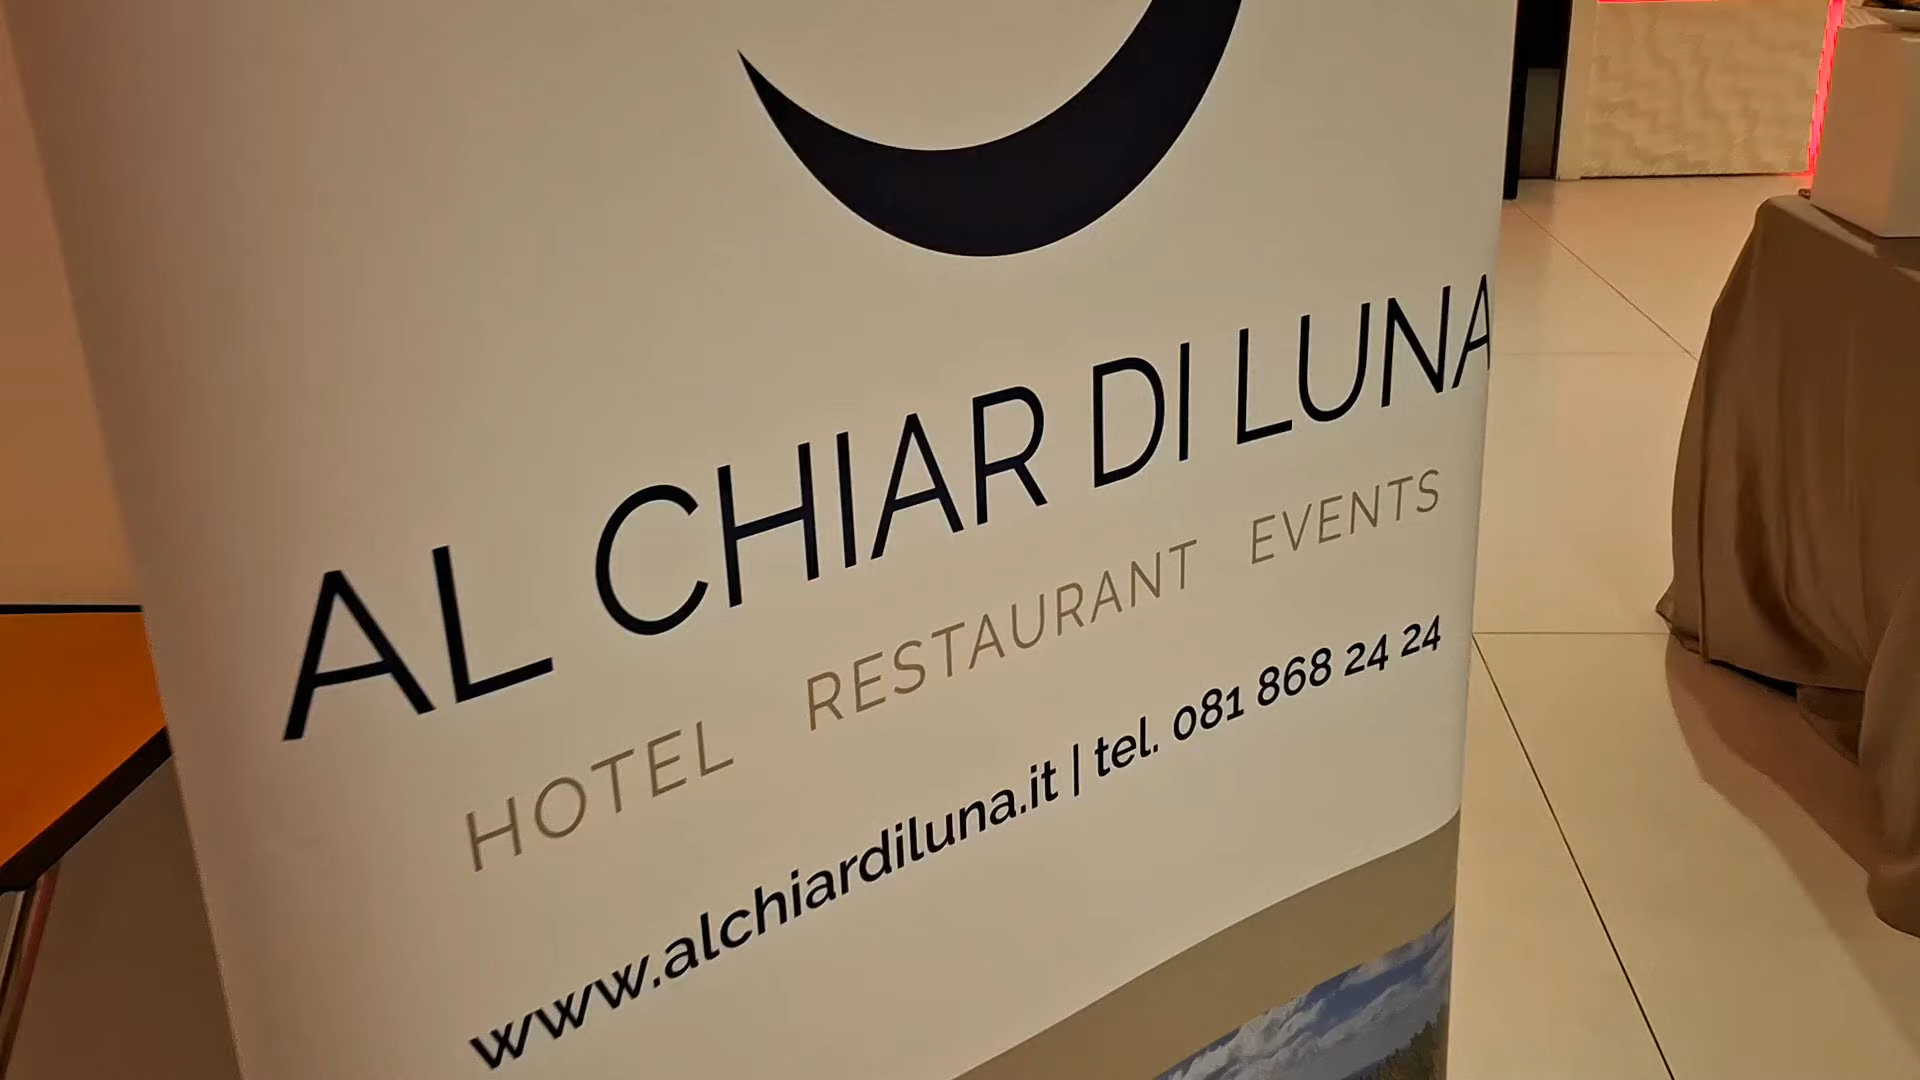 AL CHIAR DI LUNA
HOTEL RESTAURANT EVENTS
www.alchiardiluna.it | tel. 081 868 24 24